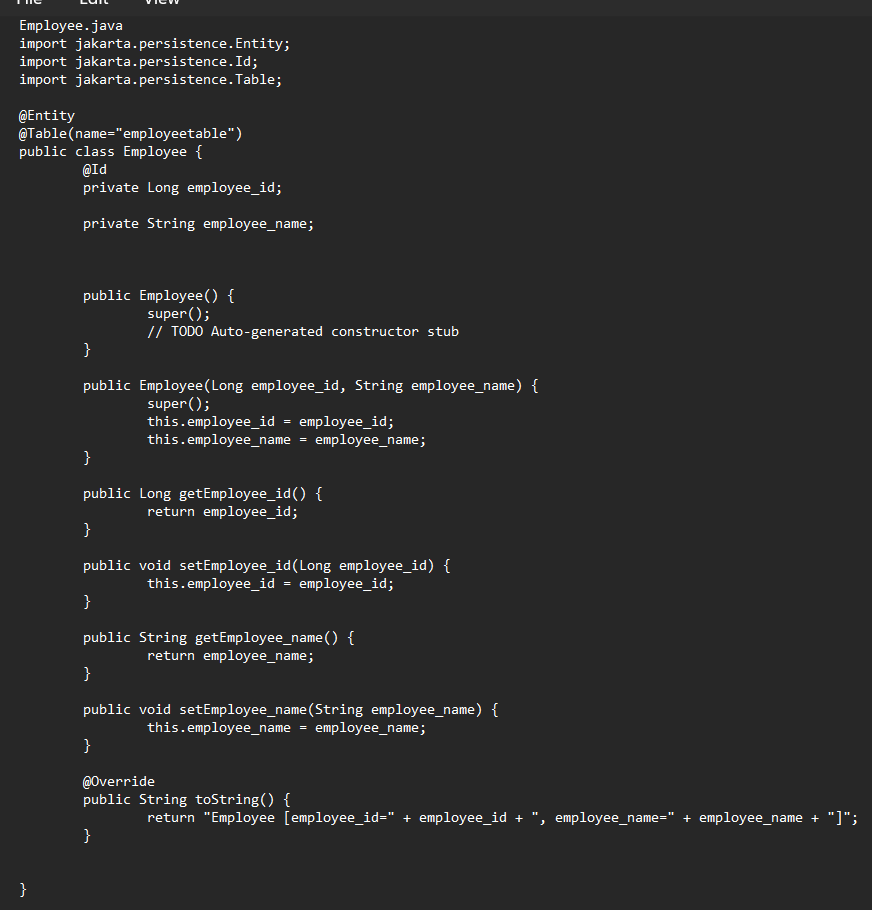 File Edit View
Employee.java
import jakarta.persistence.Entity;
import jakarta.persistence.Id;
import jakarta.persistence.Table;

@Entity
@Table(name="employeetable")
public class Employee {
        @Id
        private Long employee_id;

        private String employee_name;



        public Employee() {
                super();
                // TODO Auto-generated constructor stub
        }

        public Employee(Long employee_id, String employee_name) {
                super();
                this.employee_id = employee_id;
                this.employee_name = employee_name;
        }

        public Long getEmployee_id() {
                return employee_id;
        }

        public void setEmployee_id(Long employee_id) {
                this.employee_id = employee_id;
        }

        public String getEmployee_name() {
                return employee_name;
        }

        public void setEmployee_name(String employee_name) {
                this.employee_name = employee_name;
        }

        @Override
        public String toString() {
                return "Employee [employee_id=" + employee_id + ", employee_name=" + employee_name + "]";
        }


}